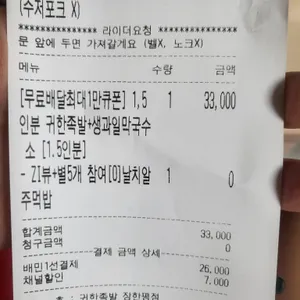 (수저포크 X)
*************** 라이더요청 ***************
문 앞에 두면 가져갈게요 (벨X, 노크X)
메뉴 수량 금액
[무료배달최대1만쿠폰] 1,5 1 33,000
인분 귀한족발+생과일막국수
소 [1.5인분]
- ZI뷰+별5개 참여[0]날치알 1 0
주먹밥
합계금액 33,000
청구금액 0
결제 금액 상세
배민1선결제 26,000
채널할인 7,000
귀한족발